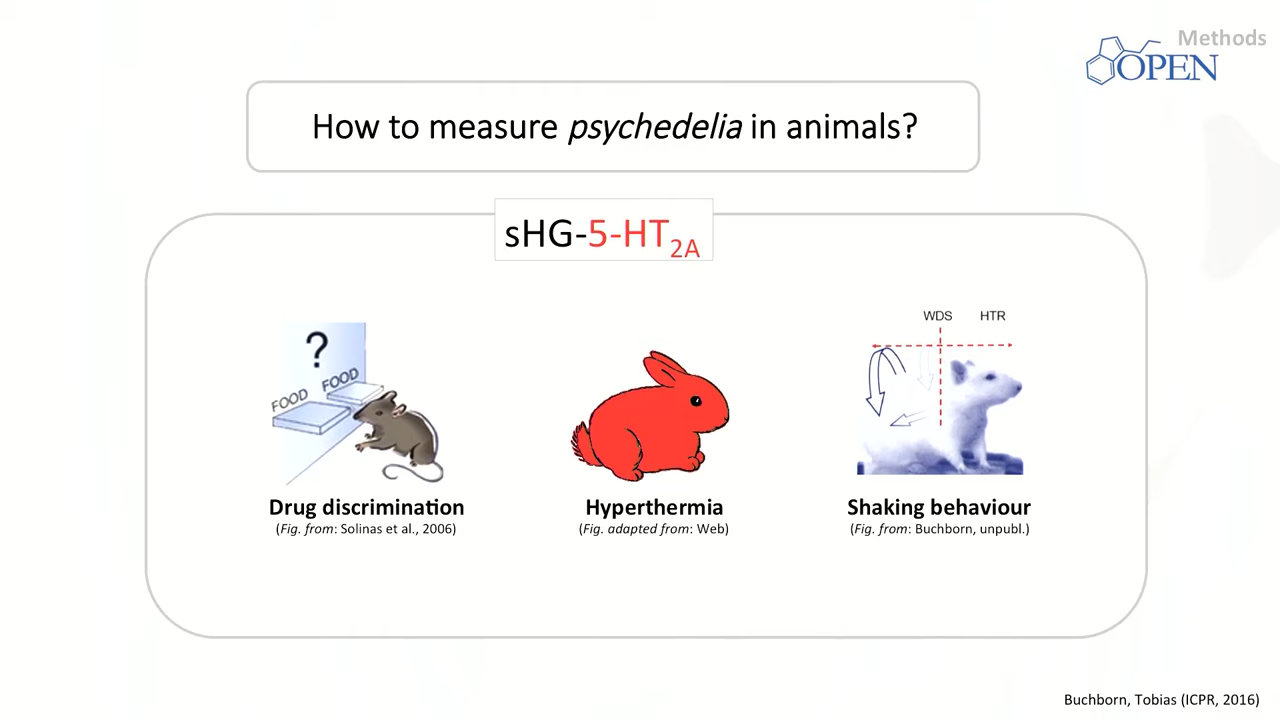 Methods
OPEN
How to measure psychedelia in animals?
sHG-5-HT2A
?
FOOD FOOD
WDS HTR
Drug discrimination
(Fig. from: Solinas et al., 2006)
Hyperthermia
(Fig. adapted from: Web)
Shaking behaviour
(Fig. from: Buchborn, unpubl.)
Buchborn, Tobias (ICPR, 2016)